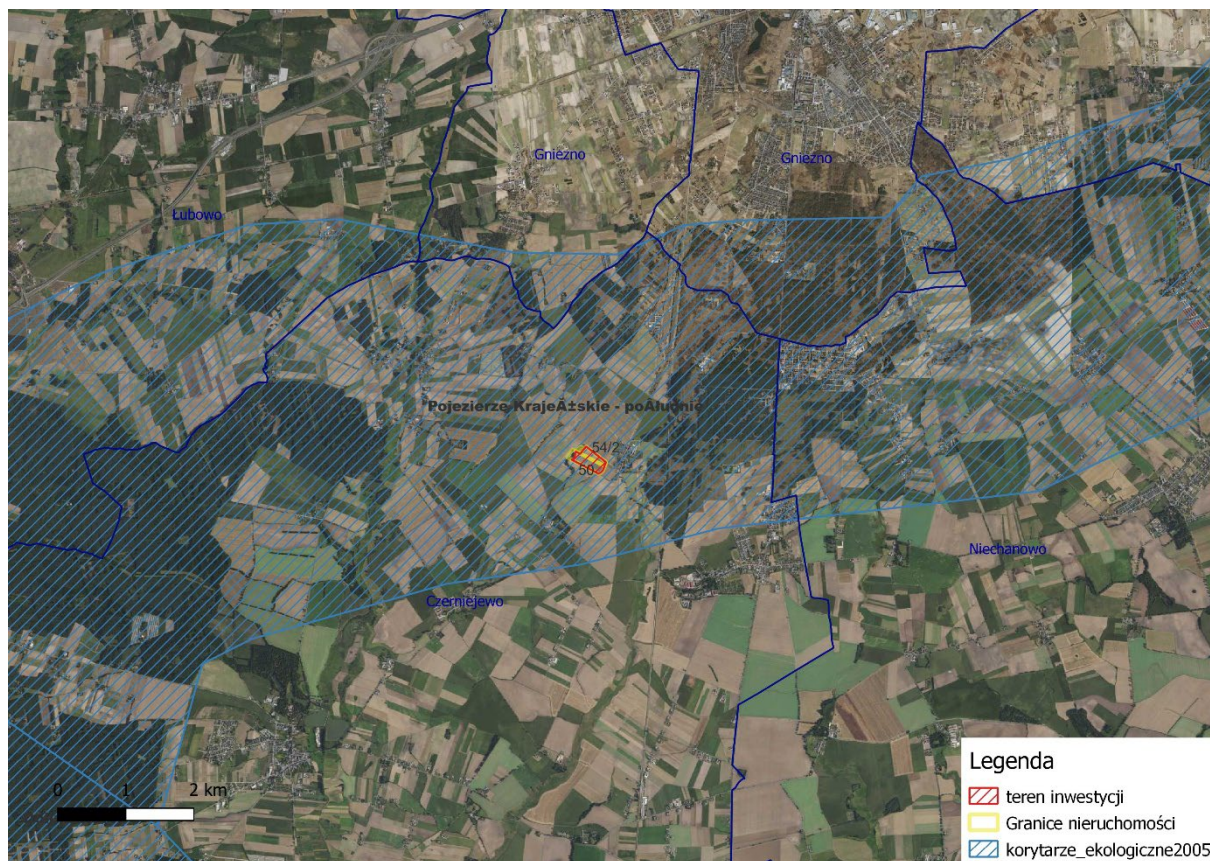 Gniezno
Gniezno
Łubowo
Pojezierze KrajeÅ±skie - poÅudnie
54/2
50
Niechanowo
Czerniejewo
0 1 2 km
Legenda
teren inwestycji
Granice nieruchomości
korytarze_ekologiczne2005